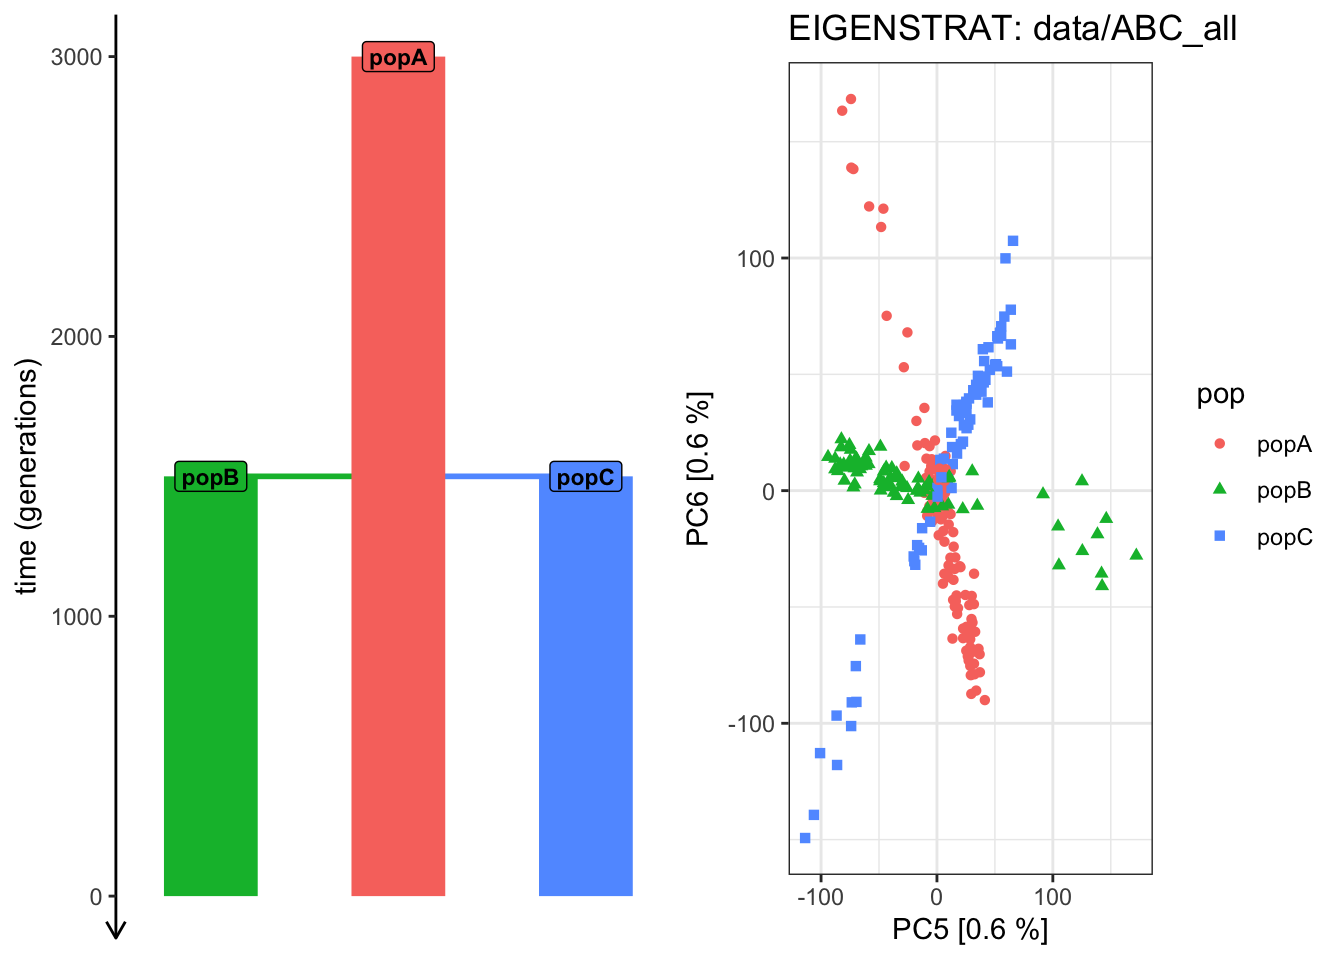 time (generations)
3000
2000
1000
0
popA
popB
popC
EIGENSTRAT: data/ABC_all
PC6 [0.6 %]
100
0
-100
-100
0
100
PC5 [0.6 %]
pop
popA
popB
popC